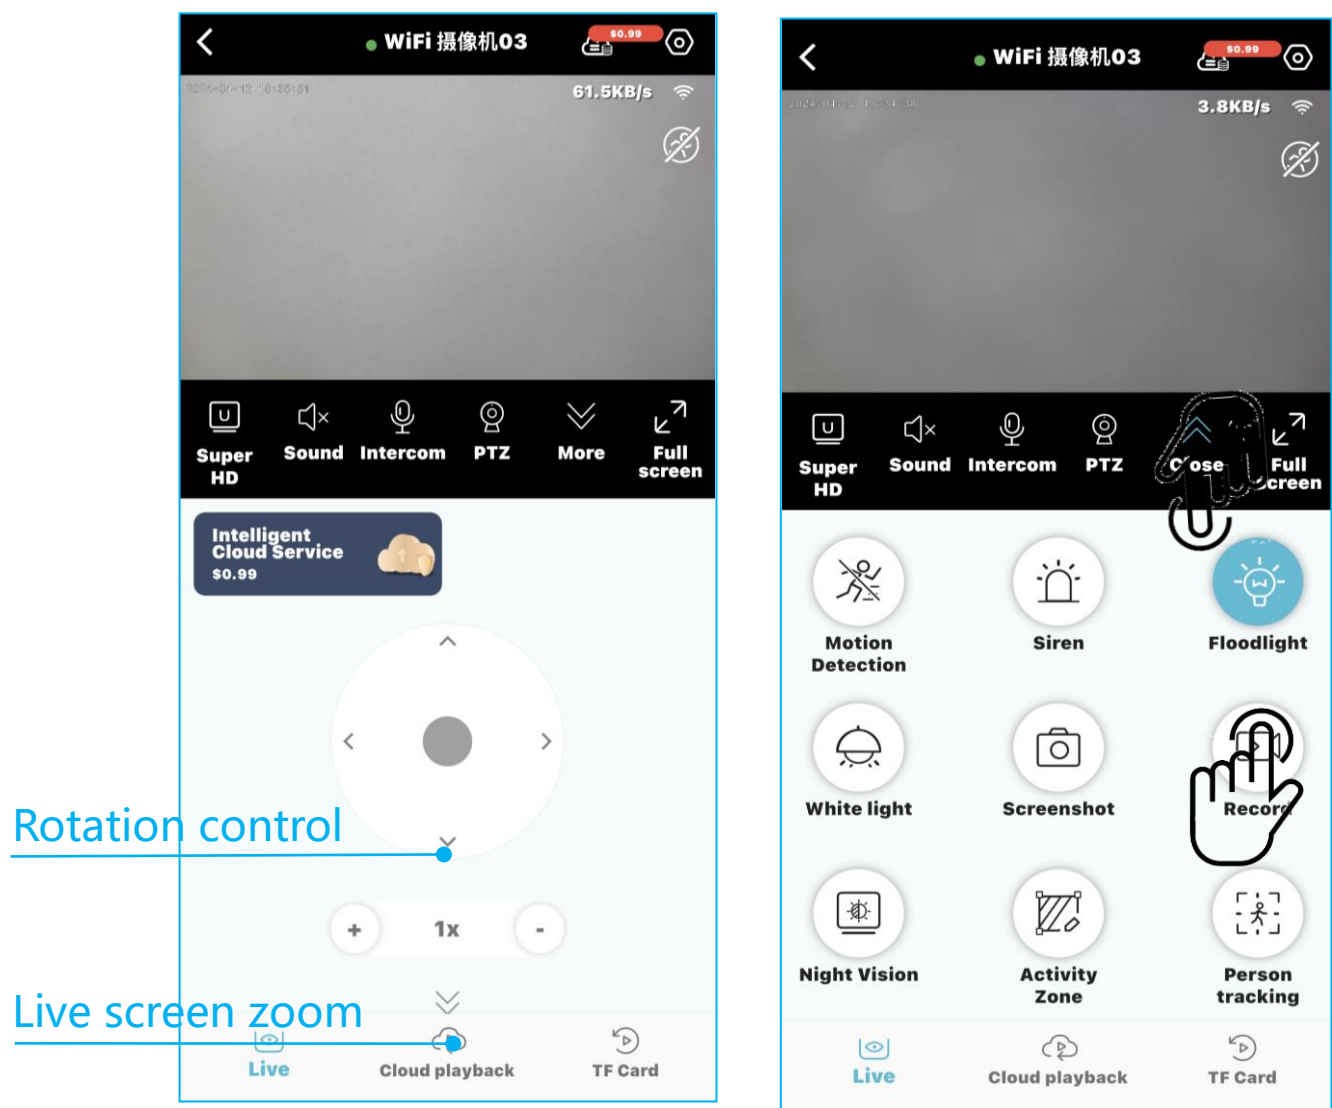 WiFi 摄像机03
$0.99
61.5KB/s
Super
HD
Sound
Intercom
PTZ
More
Full
screen
Intelligent
Cloud Service
$0.99
Rotation control
+ 1x -
Live screen zoom
Live
Cloud playback
TF Card
WiFi 摄像机03
$0.99
3.8KB/s
Super
HD
Sound
Intercom
PTZ
Close
Full
screen
Motion
Detection
Siren
Floodlight
White light
Screenshot
Record
Night Vision
Activity
Zone
Person
tracking
Live
Cloud playback
TF Card